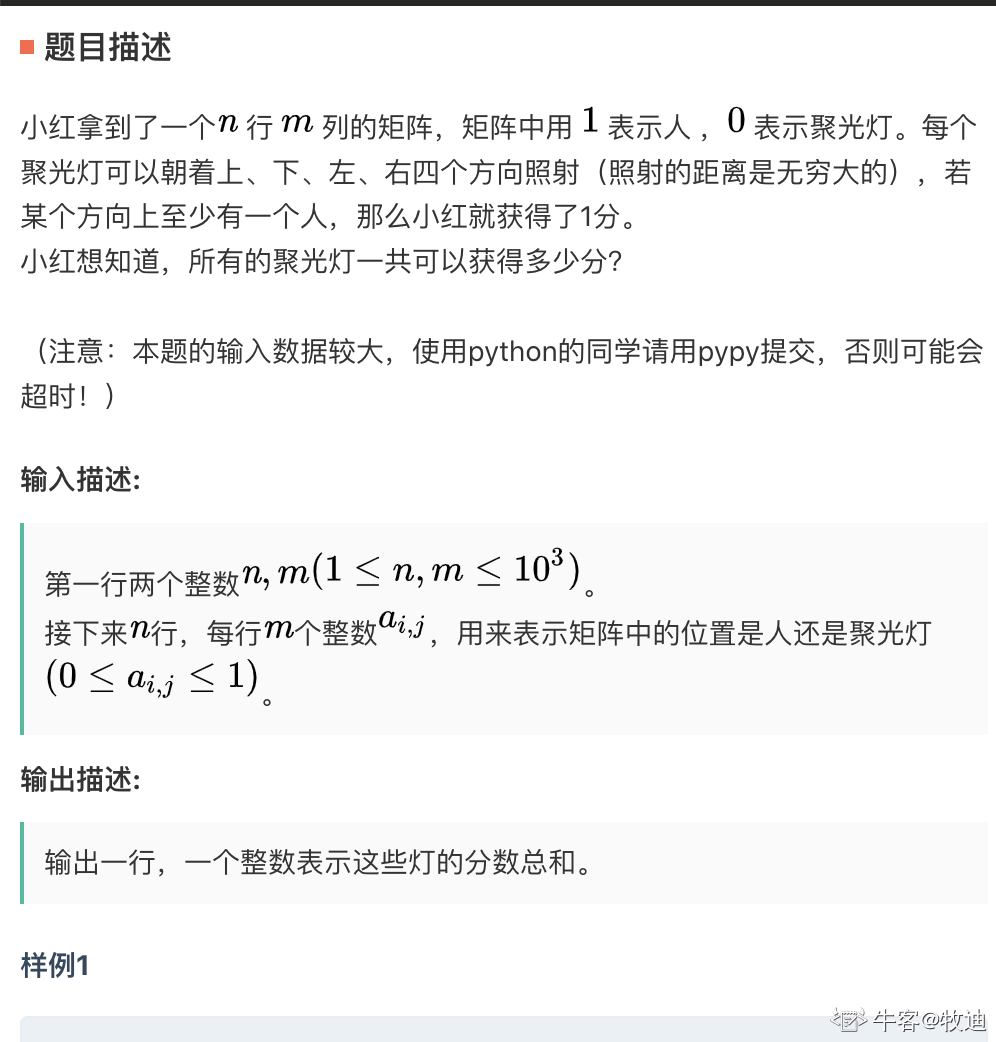 题目描述
小红拿到了一个n行m列的矩阵，矩阵中用1表示人，0表示聚光灯。每个
聚光灯可以朝着上、下、左、右四个方向照射（照射的距离是无穷大的），若
某个方向上至少有一个人，那么小红就获得了1分。
小红想知道，所有的聚光灯一共可以获得多少分?
（注意：本题的输入数据较大，使用python的同学请用pypy提交，否则可能会
超时！）
输入描述:
第一行两个整数n,m(1 ≤ n,m ≤ 10³)。
接下来n行，每行m个整数a_{i,j}，用来表示矩阵中的位置是人还是聚光灯
(0 ≤ a_{i,j} ≤ 1)。
输出描述:
输出一行，一个整数表示这些灯的分数总和。
样例1
牛客@牧迪